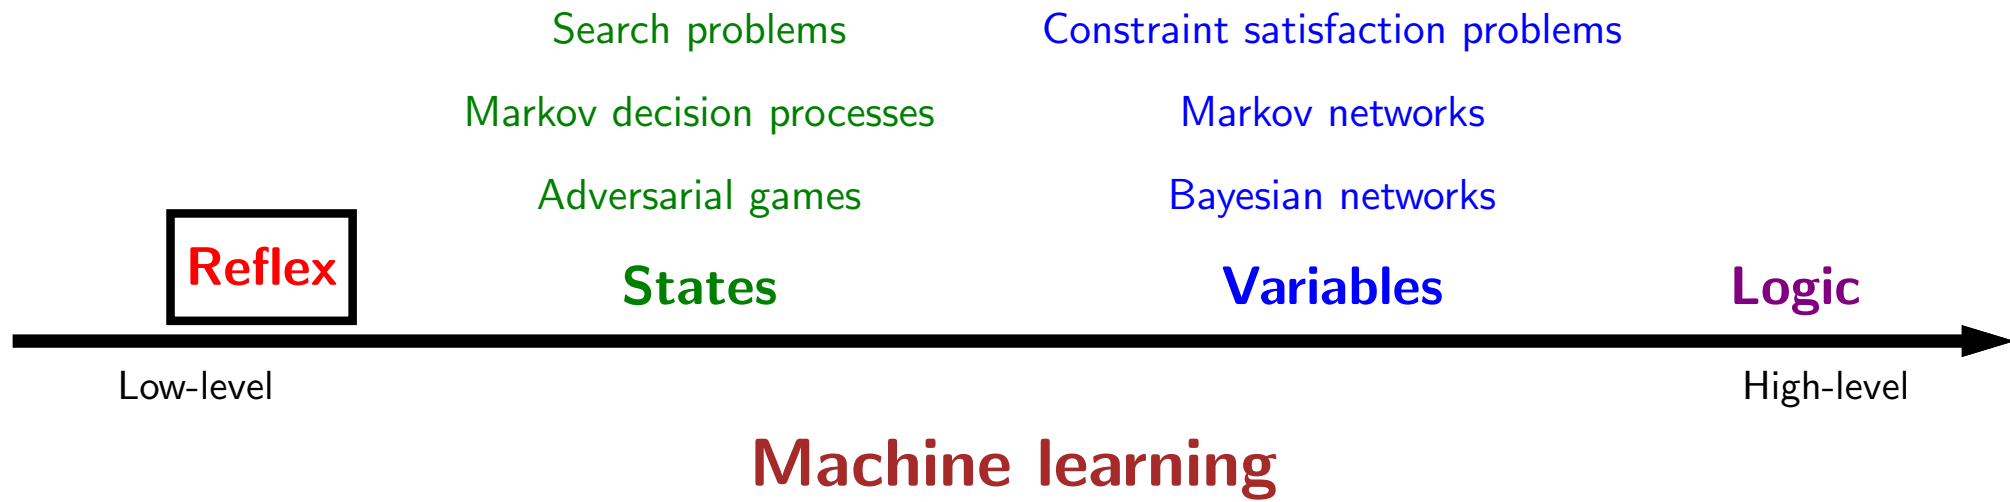 Search problems
Constraint satisfaction problems
Markov decision processes
Markov networks
Adversarial games
Bayesian networks
Reflex
States
Variables
Logic
Low-level
High-level
Machine learning